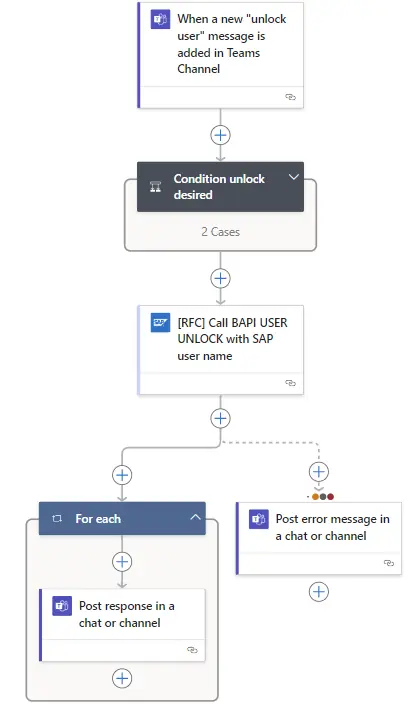 When a new "unlock
user" message is
added in Teams
Channel
Condition unlock
desired
2 Cases
[RFC] Call BAPI USER
UNLOCK with SAP
user name
For each
Post error message in
a chat or channel
Post response in a
chat or channel